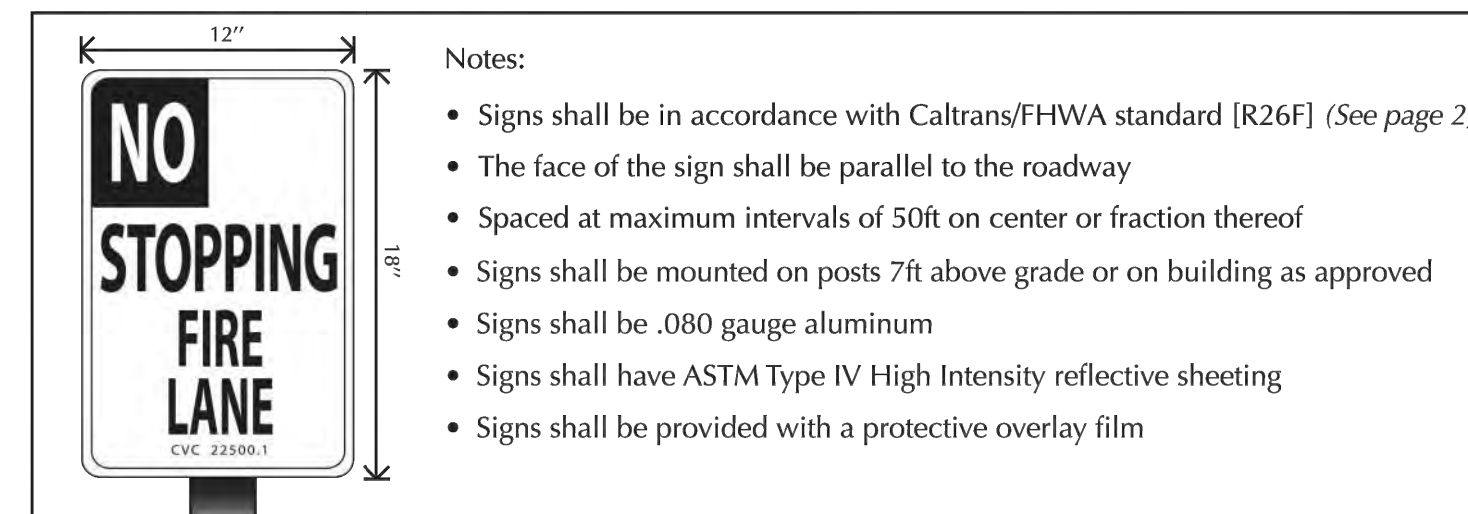 12″
NO
STOPPING
FIRE
LANE
CVC 22500.1
18″
Notes:
• Signs shall be in accordance with Caltrans/FHWA standard [R26F] (See page 2)
• The face of the sign shall be parallel to the roadway
• Spaced at maximum intervals of 50ft on center or fraction thereof
• Signs shall be mounted on posts 7ft above grade or on building as approved
• Signs shall be .080 gauge aluminum
• Signs shall have ASTM Type IV High Intensity reflective sheeting
• Signs shall be provided with a protective overlay film